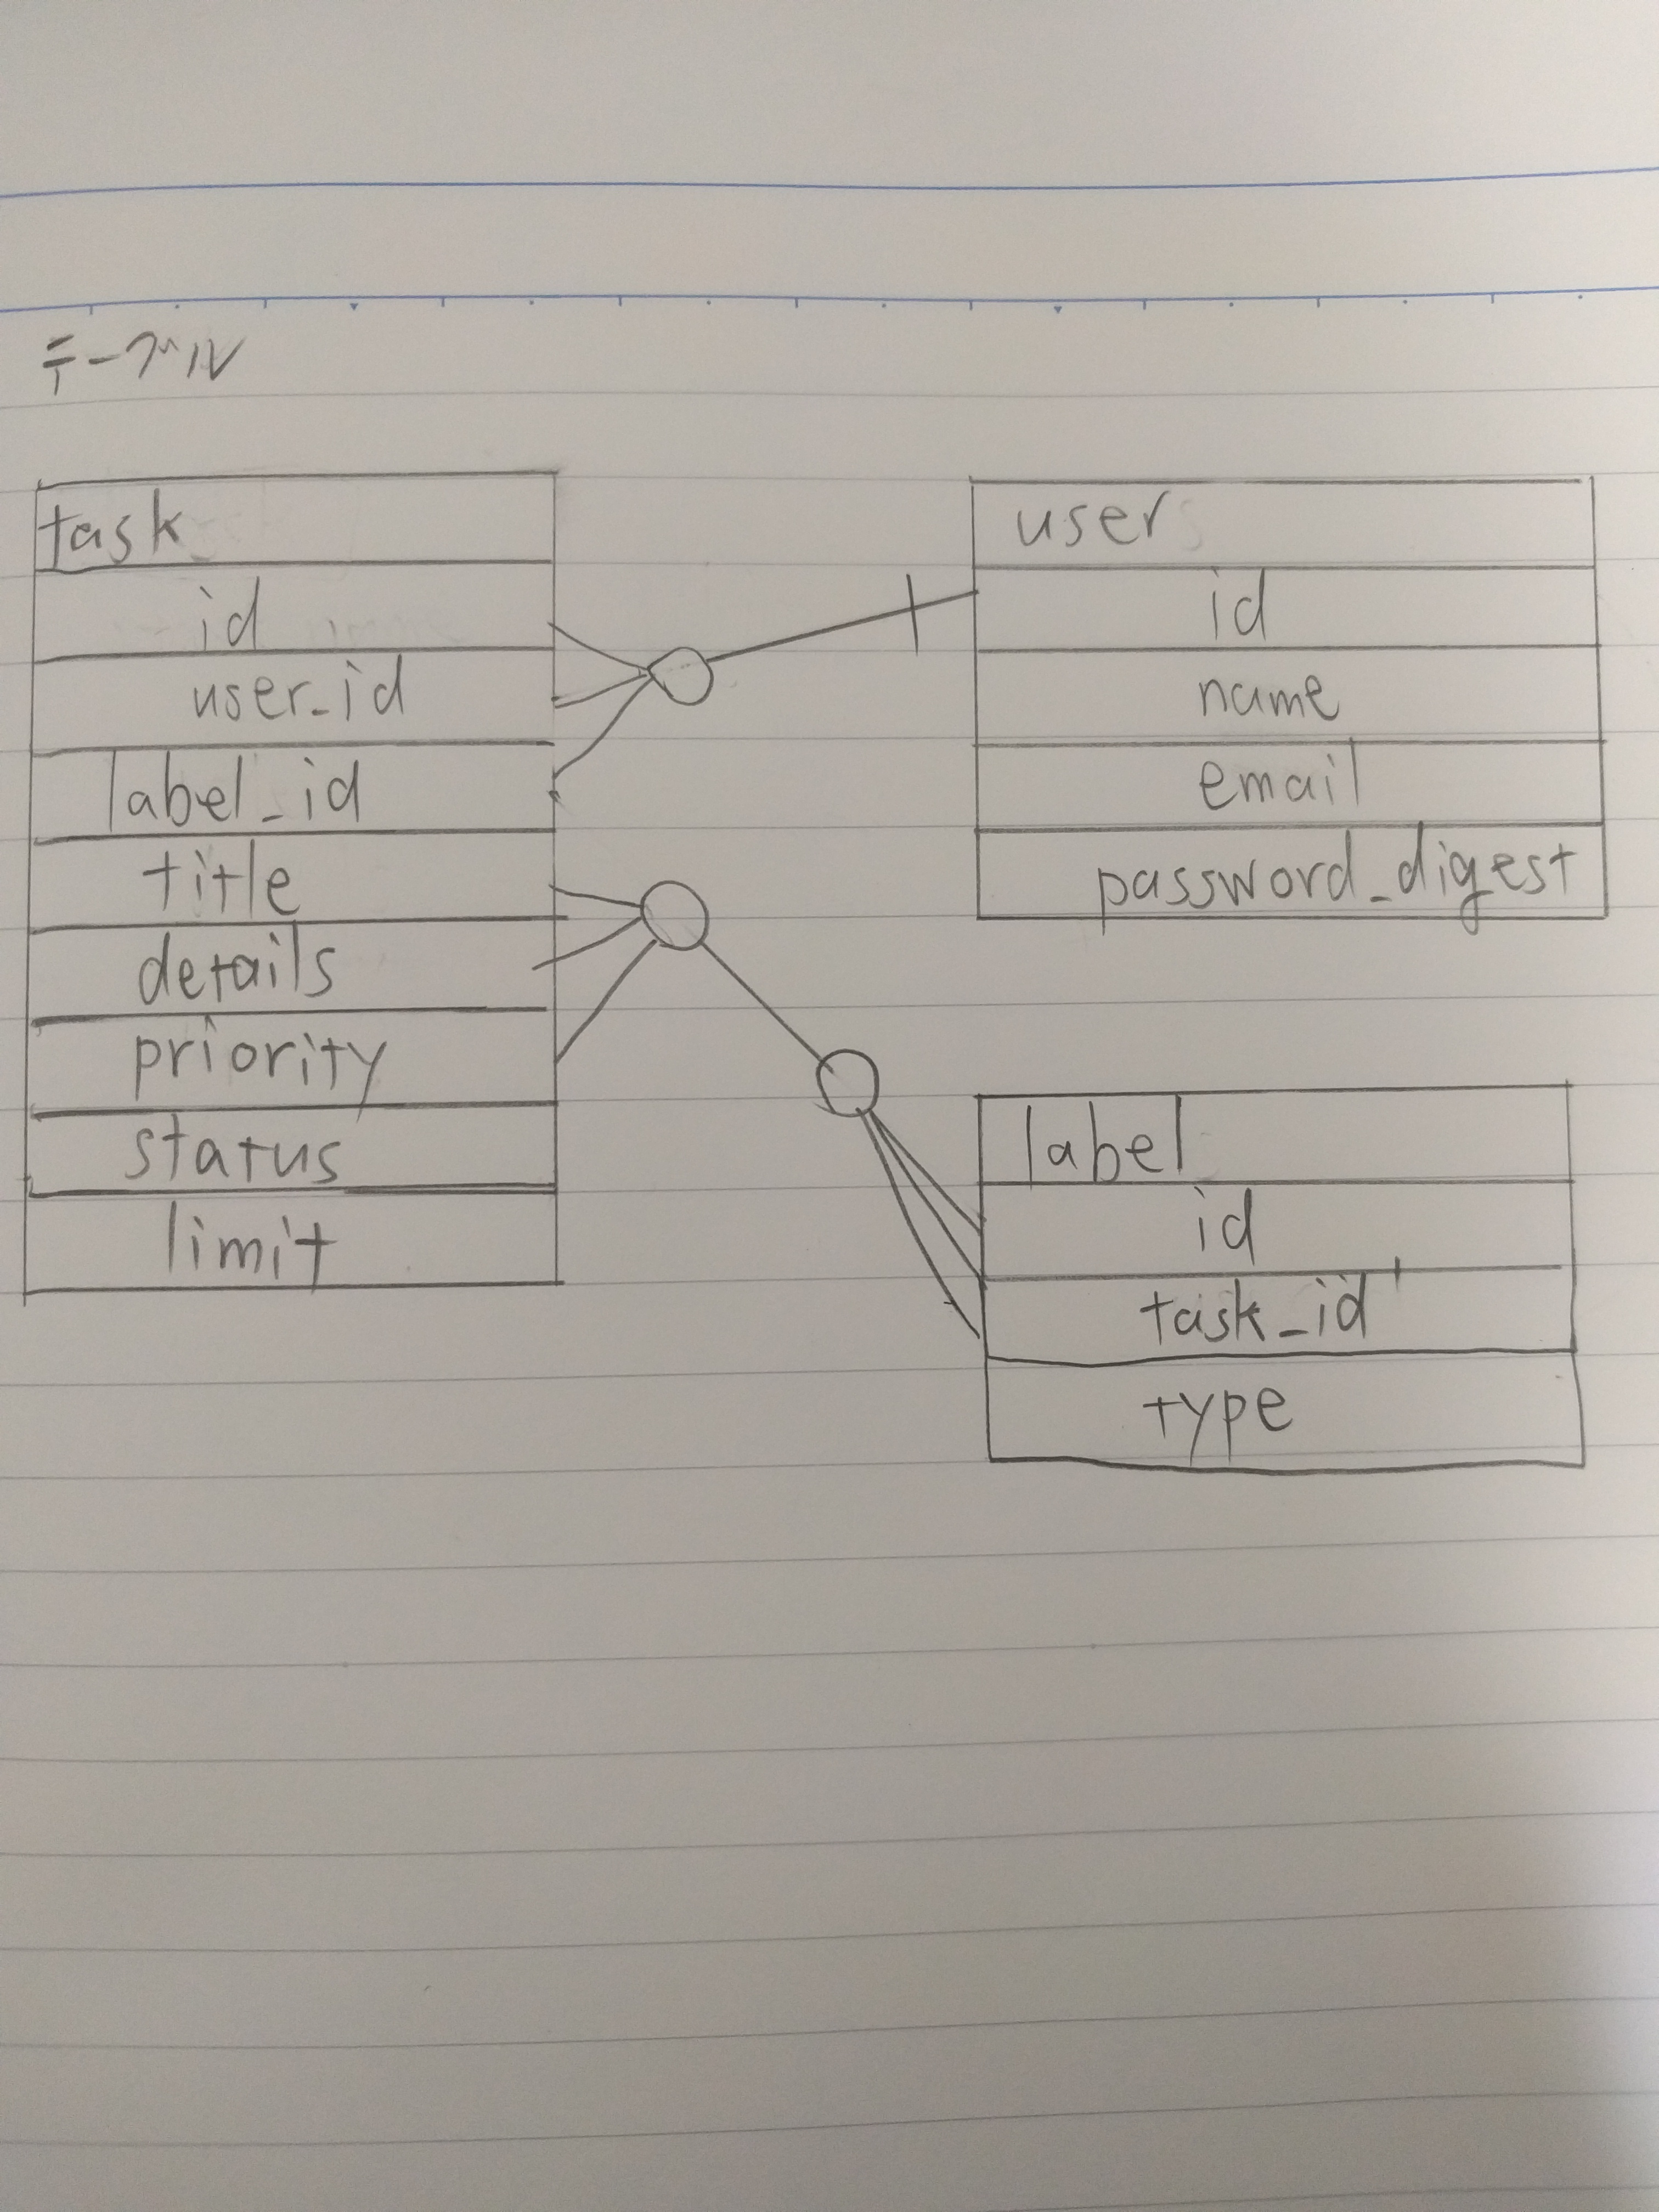 テーブル
task
id
user_id
label_id
title
details
priority
status
limit
user
id
name
email
password_digest
label
id
task_id
type